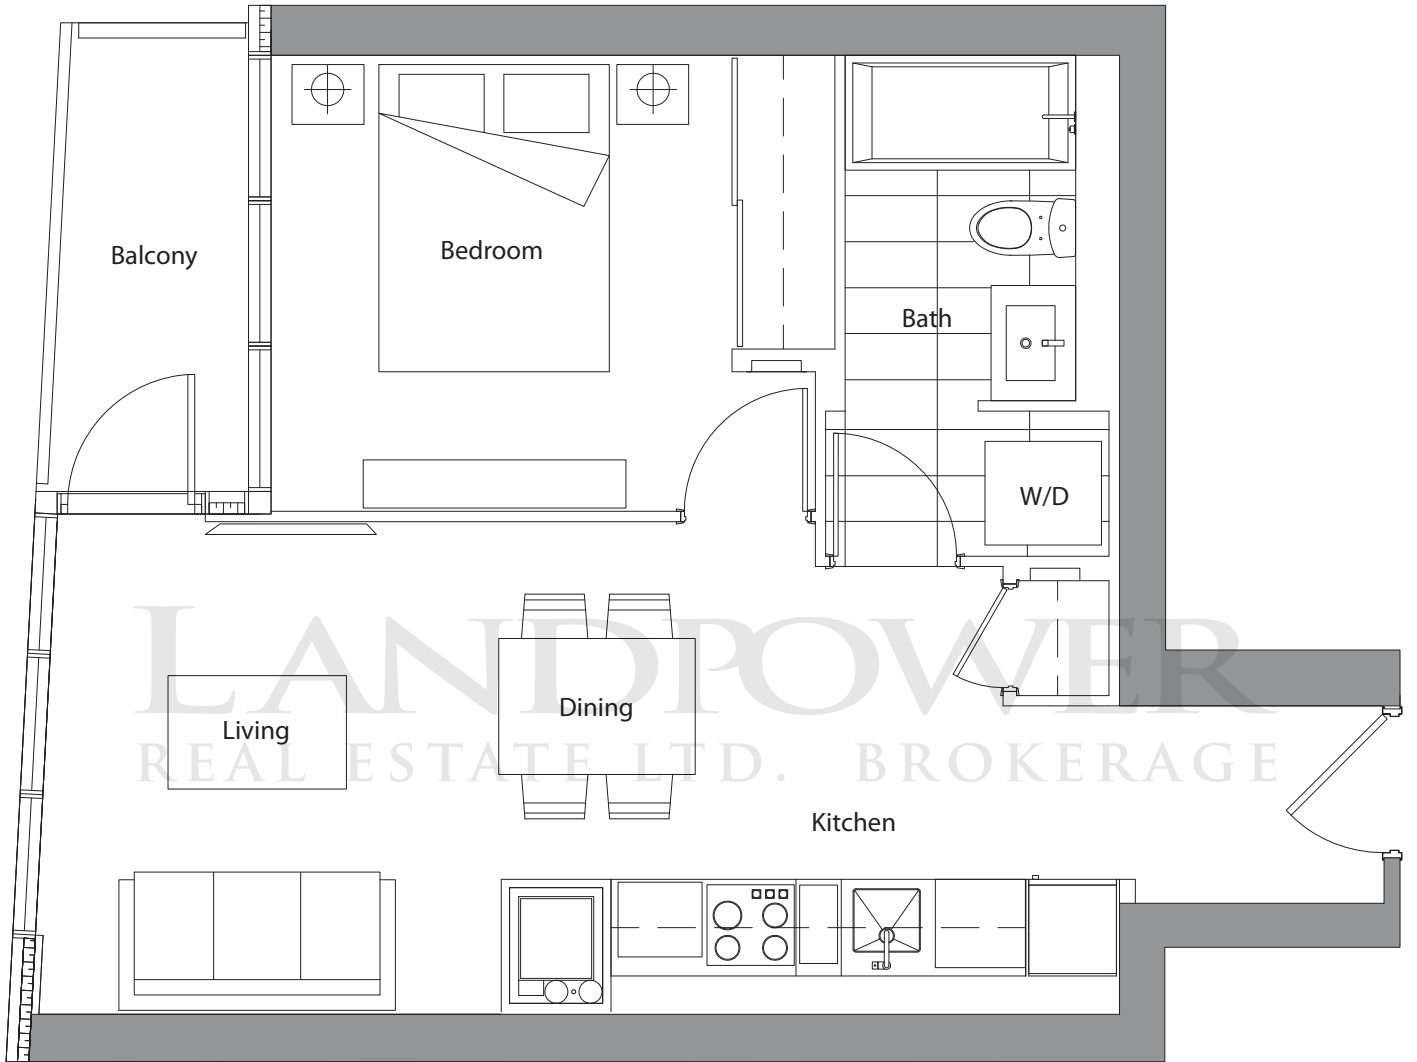 Balcony
Bedroom
Bath
W/D
LANDPOWER
Dining
Living
REAL ESTATE LTD. BROKERAGE
Kitchen